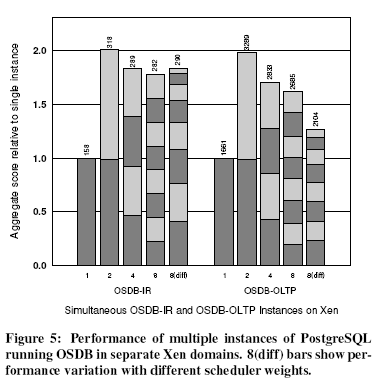 Aggregate score relative to single instance
2.0
1.5
1.0
0.5
0.0
158
318
289
282
290
1661
3289
2833
2685
2104
1
2
4
8
8(diff)
1
2
4
8
8(diff)
OSDB-IR
OSDB-OLTP
Simultaneous OSDB-IR and OSDB-OLTP Instances on Xen
Figure 5: Performance of multiple instances of PostgreSQL
running OSDB in separate Xen domains. 8(diff) bars show per-
formance variation with different scheduler weights.